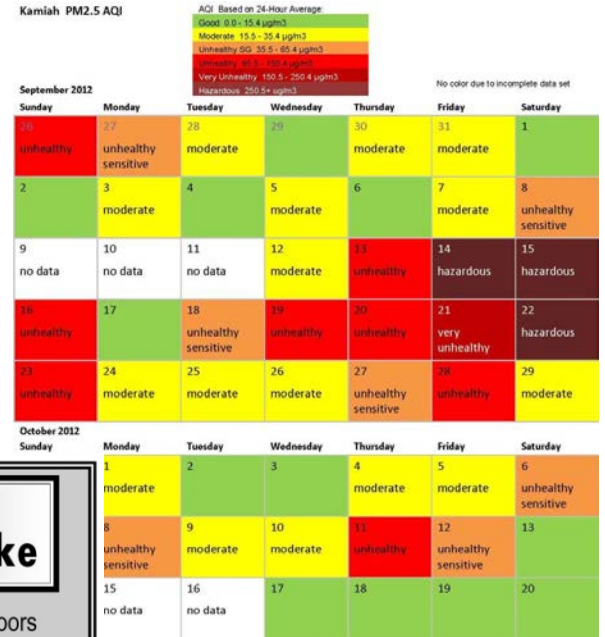 Kamiah PM2.5 AQI
AQI Based on 24-Hour Average:
Good 0.0 - 15.4 µg/m3
Moderate 15.5 - 35.4 µg/m3
Unhealthy SG 35.5 - 65.4 µg/m3
Unhealthy 65.5 - 150.4 µg/m3
Very Unhealthy 150.5 - 250.4 µg/m3
Hazardous 250.5+ ug/m3
No color due to incomplete data set
September 2012
Sunday Monday Tuesday Wednesday Thursday Friday Saturday
26 27 28 29 30 31 1
unhealthy unhealthy moderate moderate moderate
sensitive
2 3 4 5 6 7 8
moderate moderate moderate unhealthy
sensitive
9 10 11 12 13 14 15
no data no data no data moderate unhealthy hazardous hazardous
16 17 18 19 20 21 22
unhealthy unhealthy unhealthy unhealthy very hazardous
sensitive unhealthy
23 24 25 26 27 28 29
unhealthy moderate moderate moderate unhealthy unhealthy moderate
sensitive
October 2012
Sunday Monday Tuesday Wednesday Thursday Friday Saturday
1 2 3 4 5 6
moderate moderate moderate unhealthy
sensitive
8 9 10 11 12 13
unhealthy moderate moderate unhealthy unhealthy
sensitive sensitive
15 16 17 18 19 20
no data no data
ke
oors